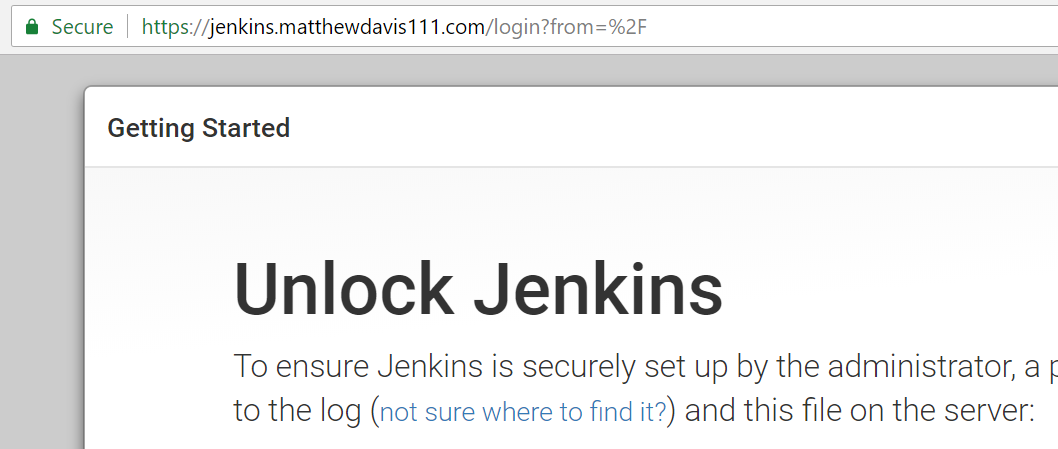 Secure https://jenkins.matthewdavis111.com/login?from=%2F
Getting Started
Unlock Jenkins
To ensure Jenkins is securely set up by the administrator, a
to the log (not sure where to find it?) and this file on the server: